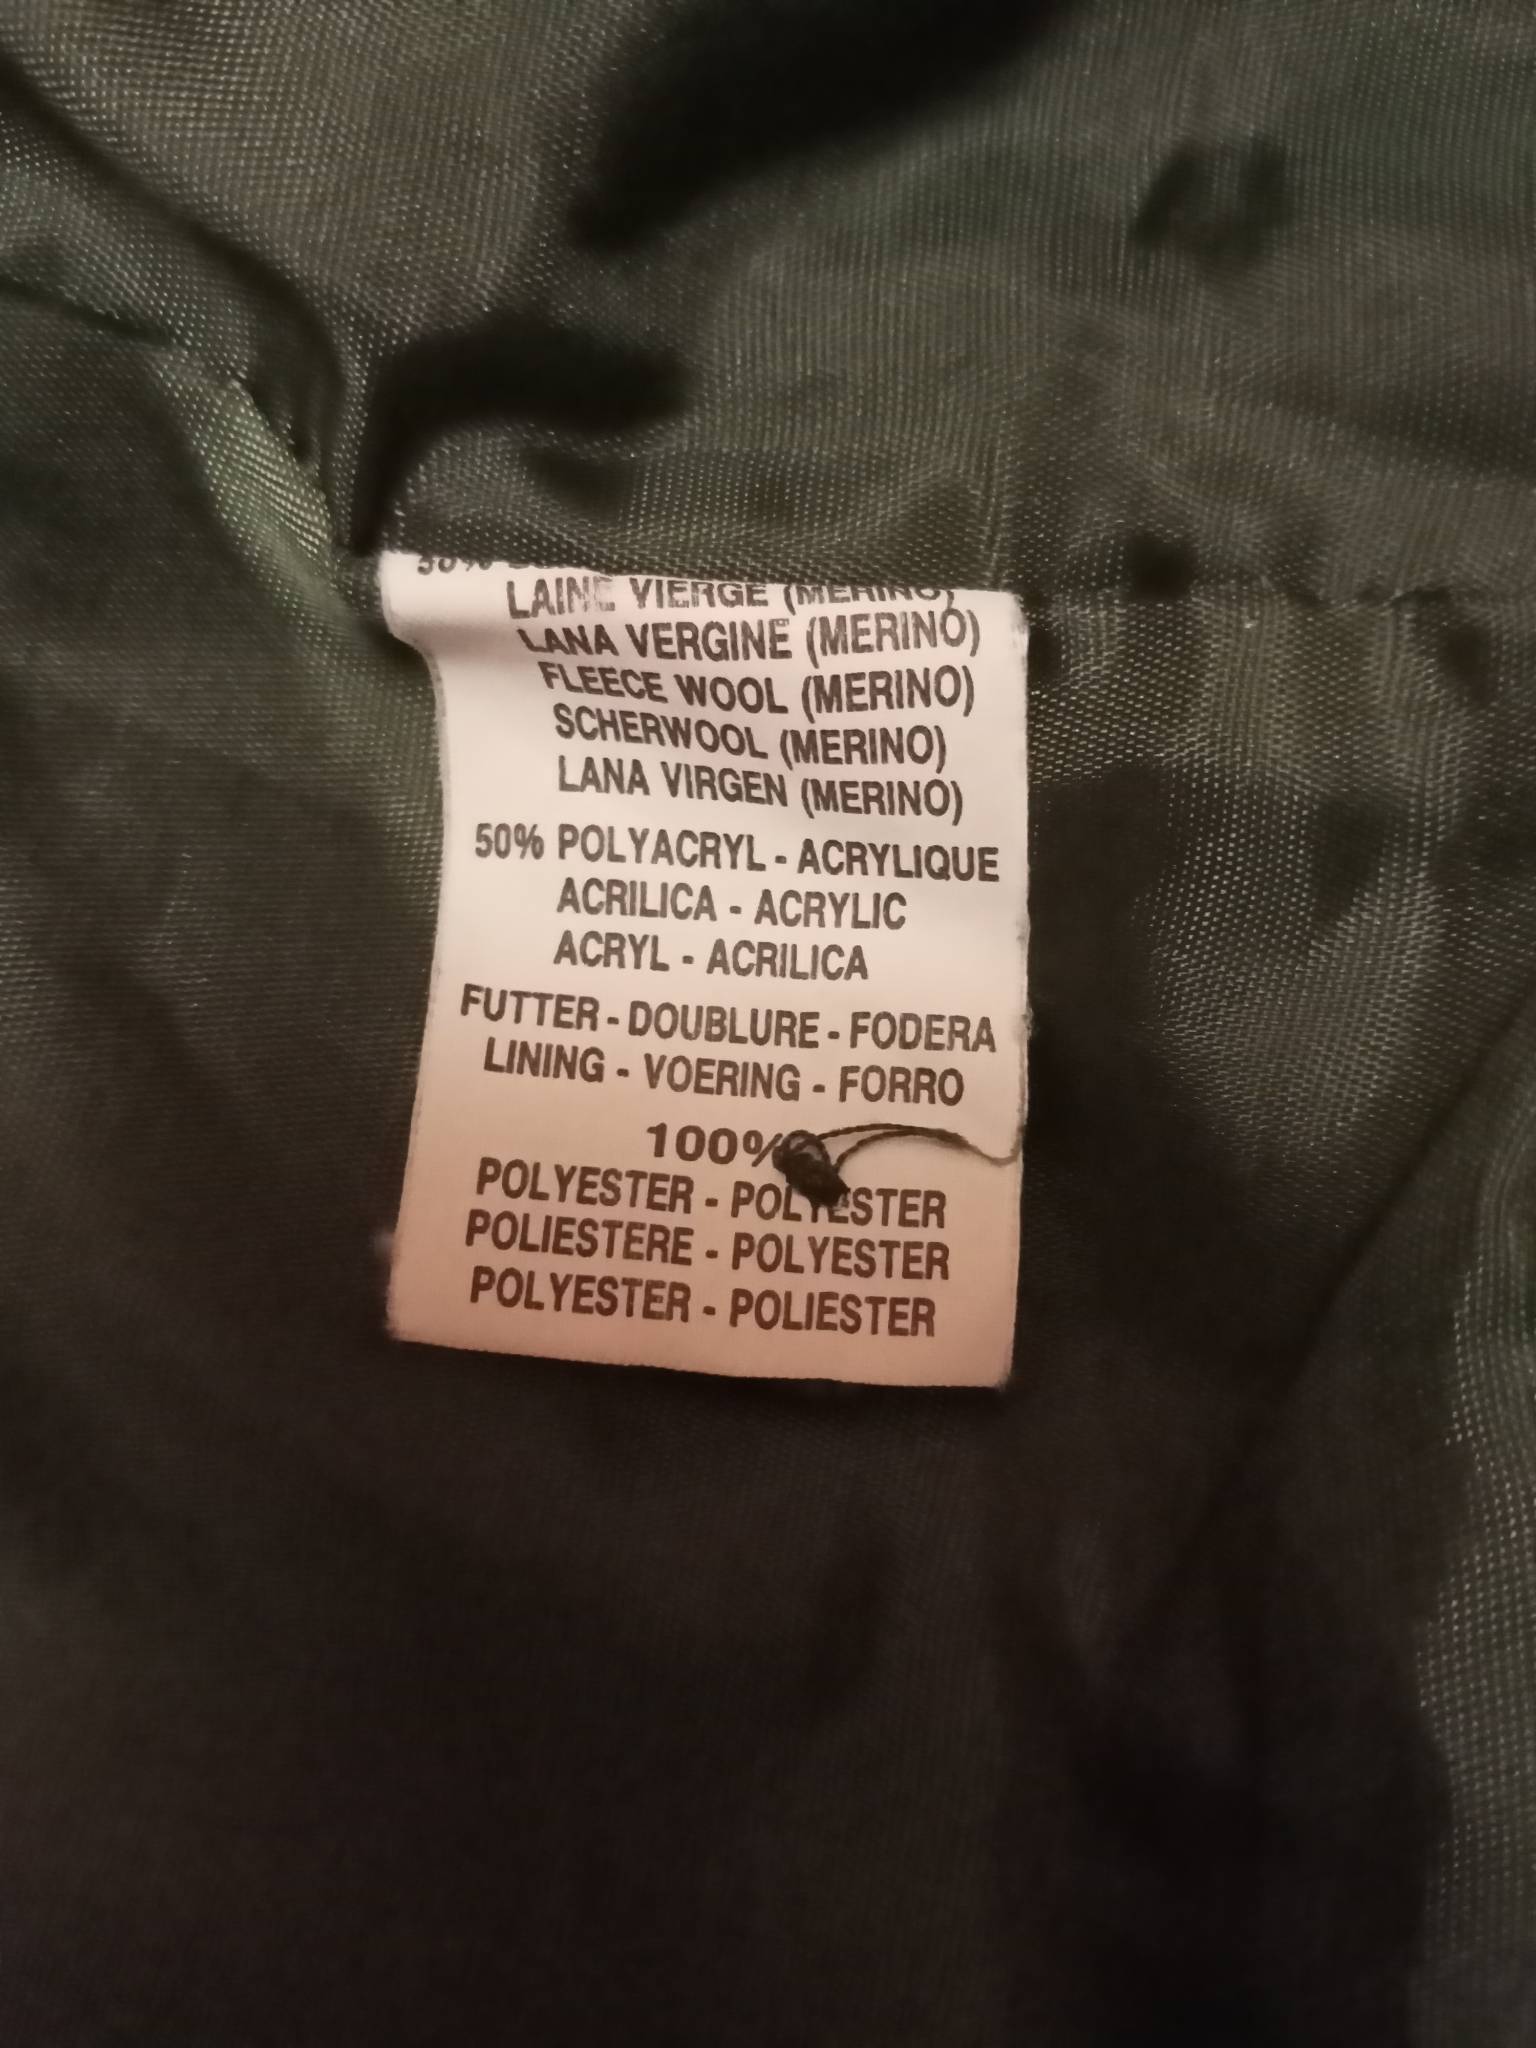 50%
LAINE VIERGE (MERINO)
LANA VERGINE (MERINO)
FLEECE WOOL (MERINO)
SCHERWOOL (MERINO)
LANA VIRGEN (MERINO)
50% POLYACRYL - ACRYLIQUE
ACRILICA - ACRYLIC
ACRYL - ACRILICA
FUTTER - DOUBLURE - FODERA
LINING - VOERING - FORRO
100%
POLYESTER - POLYESTER
POLIESTERE - POLYESTER
POLYESTER - POLIESTER